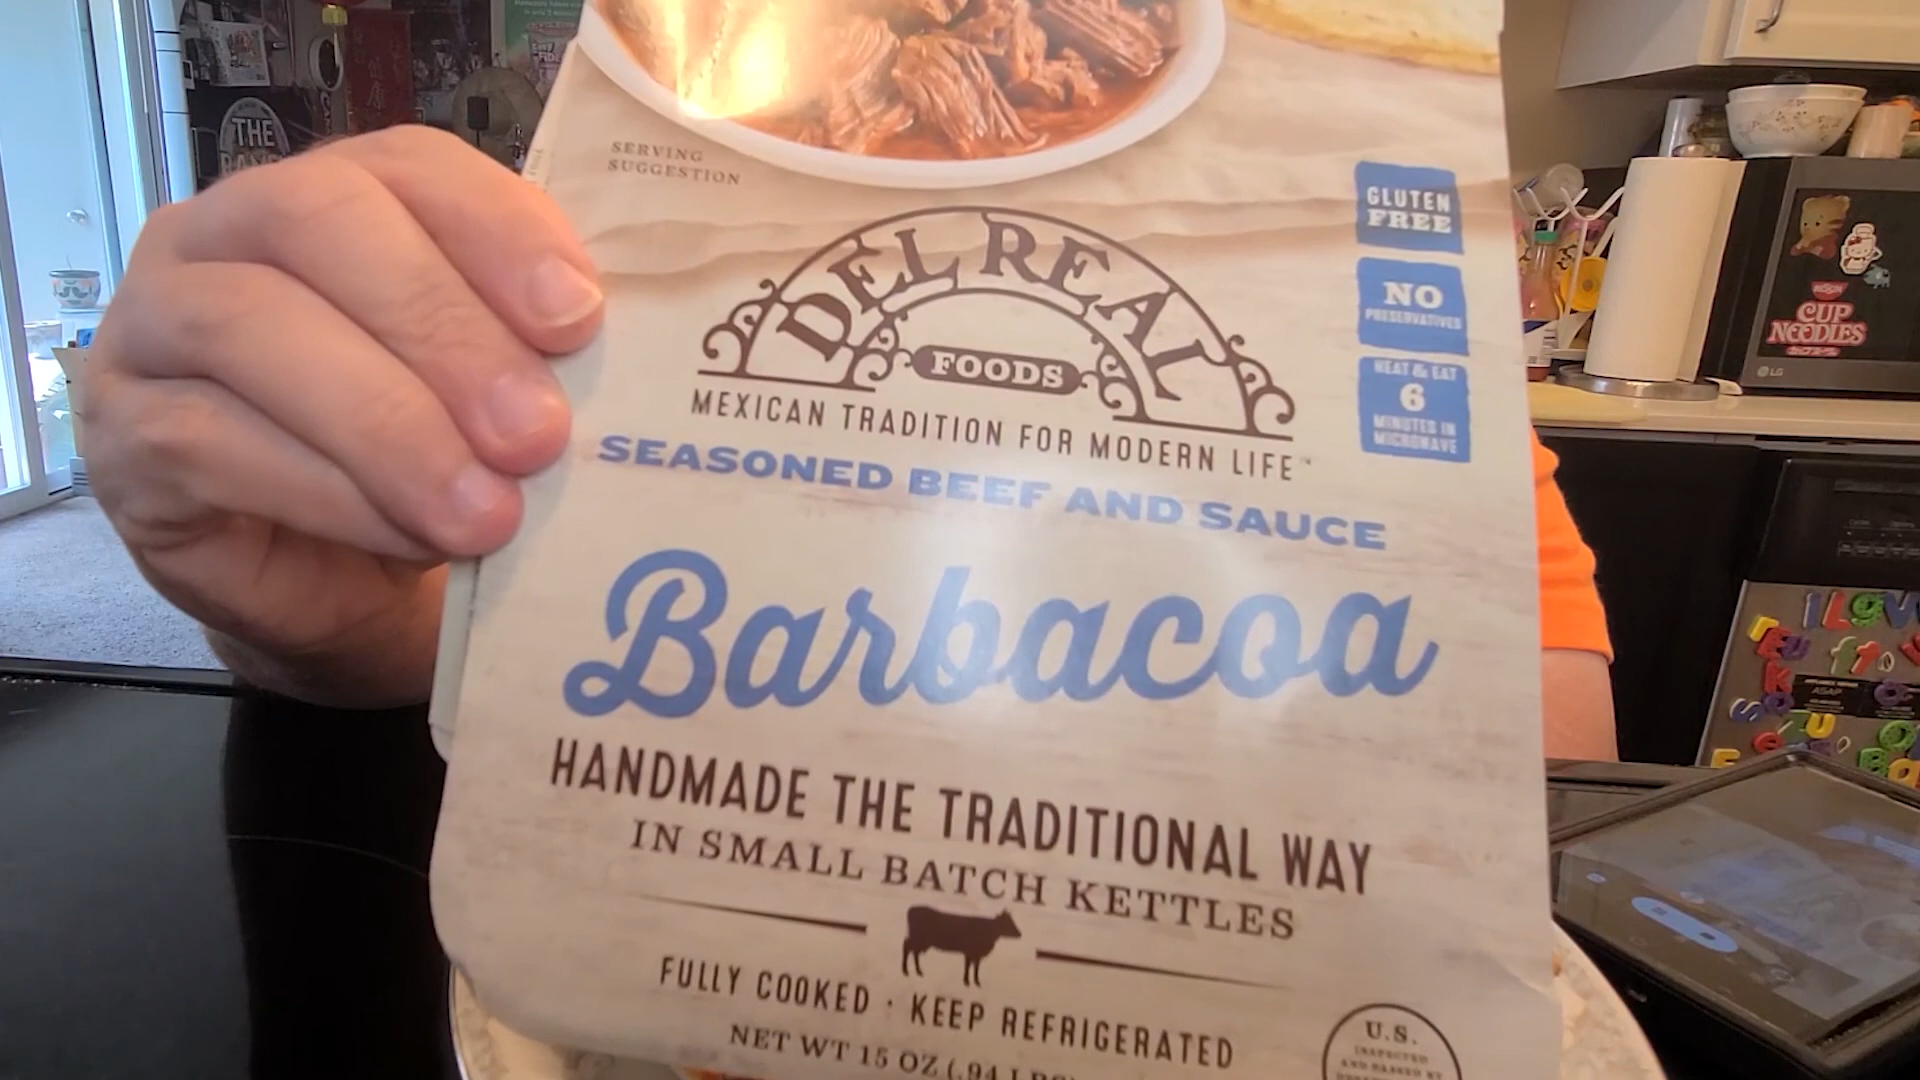 SERVING
SUGGESTION
DEL REAL
FOODS
MEXICAN TRADITION FOR MODERN LIFE™
SEASONED BEEF AND SAUCE
Barbacoa
HANDMADE THE TRADITIONAL WAY
IN SMALL BATCH KETTLES
FULLY COOKED · KEEP REFRIGERATED
NET WT 15 OZ (.94
GLUTEN
FREE
NO
PRESERVATIVES
HEAT & EAT
6
MINUTES IN
MICROWAVE
U.S.
INSPECTED
AND PASSED BY
THE
NISSIN
CUP
NOODLES
LG
ASAP